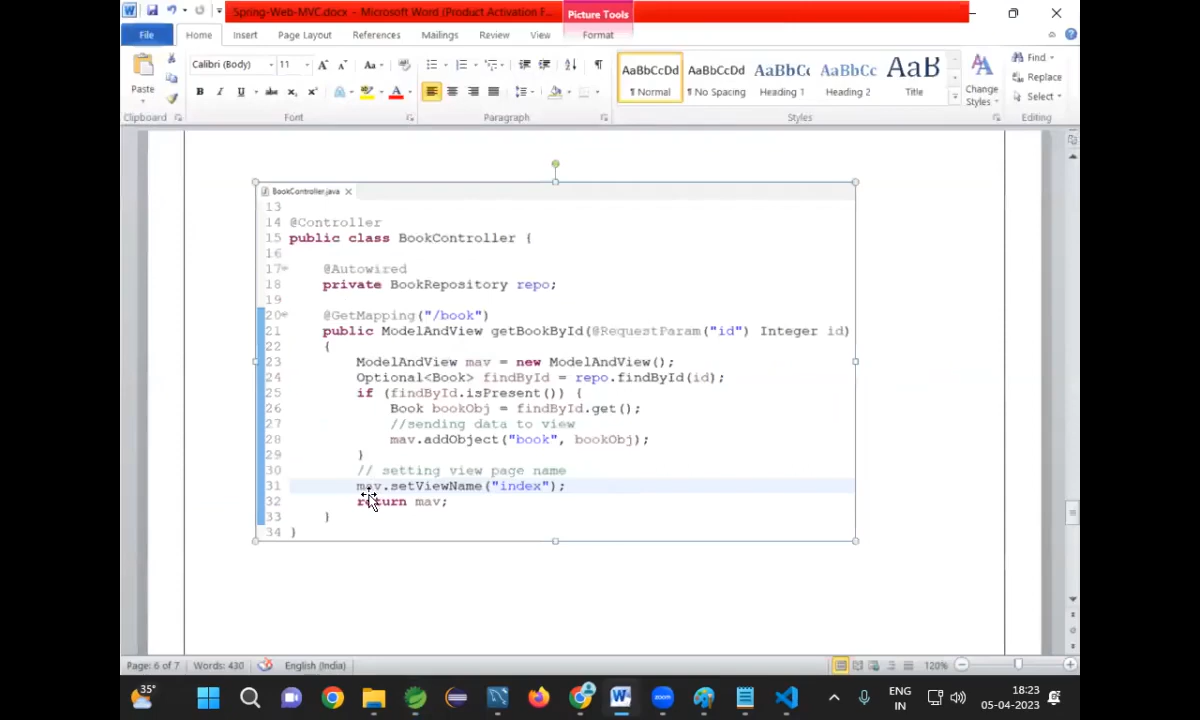 Spring-Web-MVC.docx - Microsoft Word (Product Activation F...
Picture Tools
File
Home
Insert
Page Layout
References
Mailings
Review
View
Format
Paste
Calibri (Body)
11
AaBbCcDd
AaBbCcDd
AaBbCc
AaBbCc
AaB
¶ Normal
¶ No Spacing
Heading 1
Heading 2
Title
Change
Styles
Find
Replace
Select
Clipboard
Font
Paragraph
Styles
Editing
BookController.java
13
14 @Controller
15 public class BookController {
16
17 @Autowired
18 private BookRepository repo;
19
20 @GetMapping("/book")
21 public ModelAndView getBookById(@RequestParam("id") Integer id)
22 {
23 ModelAndView mav = new ModelAndView();
24 Optional<Book> findById = repo.findById(id);
25 if (findById.isPresent()) {
26 Book bookObj = findById.get();
27 //sending data to view
28 mav.addObject("book", bookObj);
29 }
30 // setting view page name
31 mav.setViewName("index");
32 return mav;
33 }
34 }
Page: 6 of 7
Words: 430
English (India)
120%
35°
zoom
ENG
IN
18:23
05-04-2023